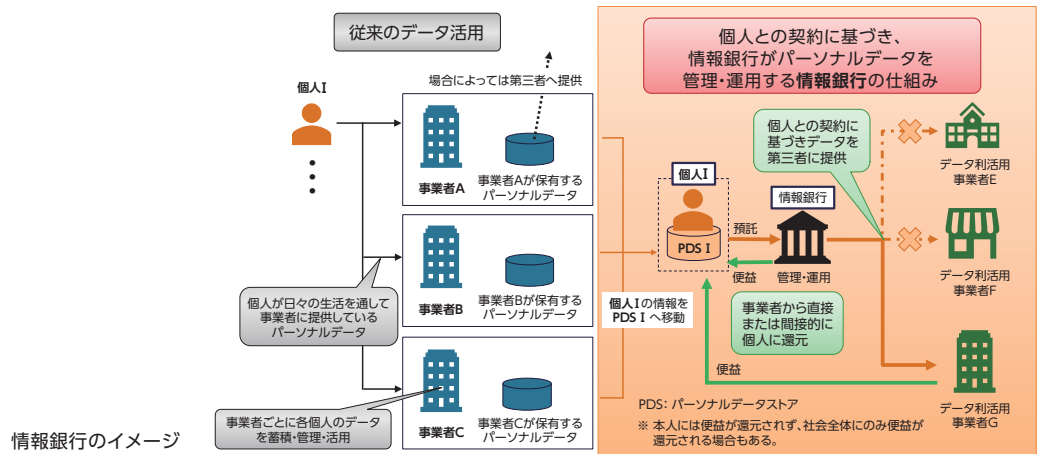 従来のデータ活用
場合によっては第三者へ提供
個人I
事業者A
事業者Aが保有する
パーソナルデータ
事業者B
事業者Bが保有する
パーソナルデータ
個人が日々の生活を通して
事業者に提供している
パーソナルデータ
事業者C
事業者Cが保有する
パーソナルデータ
事業者ごとに各個人のデータ
を蓄積・管理・活用
情報銀行のイメージ
個人との契約に基づき、
情報銀行がパーソナルデータを
管理・運用する情報銀行の仕組み
個人との契約に
基づきデータを
第三者に提供
データ利活用
事業者E
個人I
PDS I
預託
便益
情報銀行
管理・運用
データ利活用
事業者F
個人Iの情報を
PDS Iへ移動
事業者から直接
または間接的に
個人に還元
便益
データ利活用
事業者G
PDS: パーソナルデータストア
※ 本人には便益が還元されず、社会全体にのみ便益が
還元される場合もある。